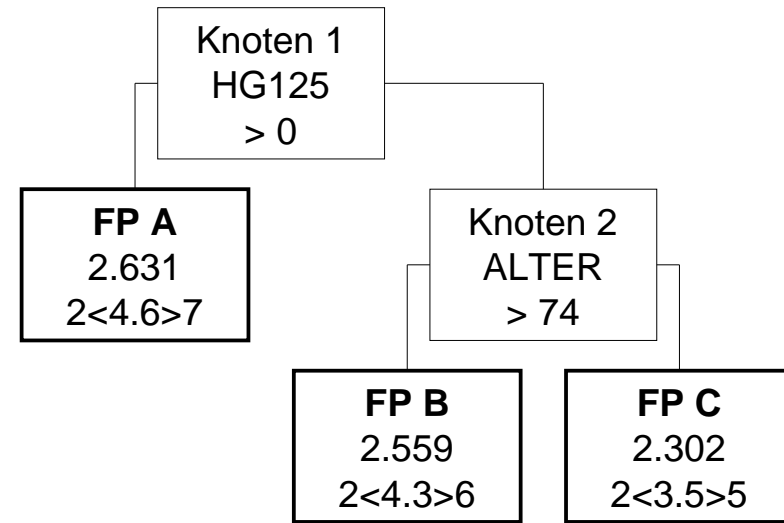 Knoten 1
HG125
> 0
FP A
2.631
2<4.6>7
Knoten 2
ALTER
> 74
FP B
2.559
2<4.3>6
FP C
2.302
2<3.5>5